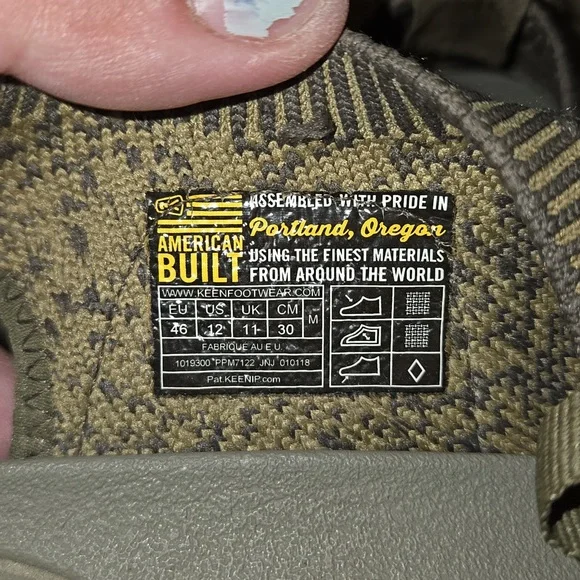 ASSEMBLED WITH PRIDE IN
Portland, Oregon
AMERICAN
BUILT
USING THE FINEST MATERIALS
FROM AROUND THE WORLD
WWW.KEENFOOTWEAR.COM
EU US UK CM M
46 12 11 30
FABRIQUE AU E.U.
1019300 PPM7122 JNJ 010118
Pat.KEENIP.com